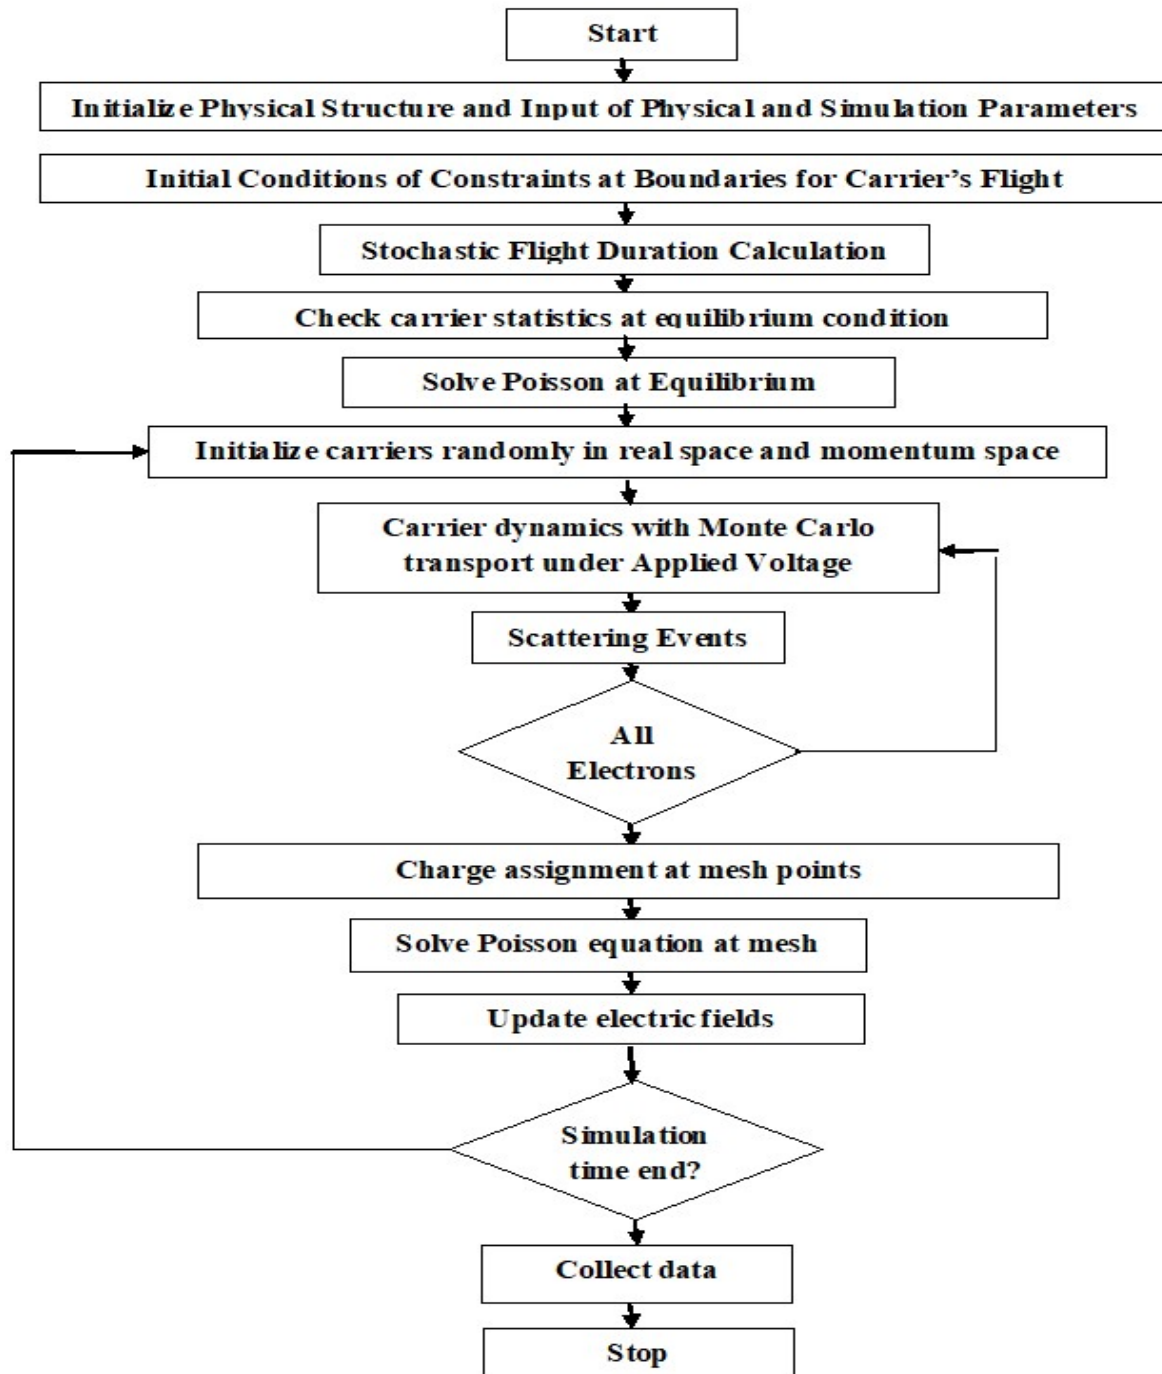 Start
Initialize Physical Structure and Input of Physical and Simulation Parameters
Initial Conditions of Constraints at Boundaries for Carrier’s Flight
Stochastic Flight Duration Calculation
Check carrier statistics at equilibrium condition
Solve Poisson at Equilibrium
Initialize carriers randomly in real space and momentum space
Carrier dynamics with Monte Carlo
transport under Applied Voltage
Scattering Events
All
Electrons
Charge assignment at mesh points
Solve Poisson equation at mesh
Update electric fields
Simulation
time end?
Collect data
Stop